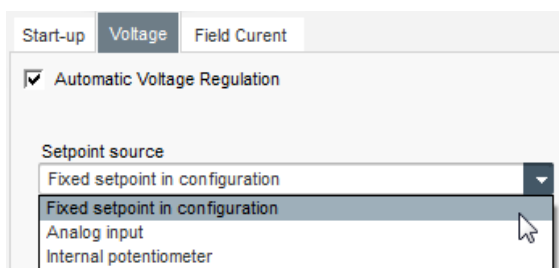 Start-up Voltage Field Curent
Automatic Voltage Regulation
Setpoint source
Fixed setpoint in configuration
Fixed setpoint in configuration
Analog input
Internal potentiometer